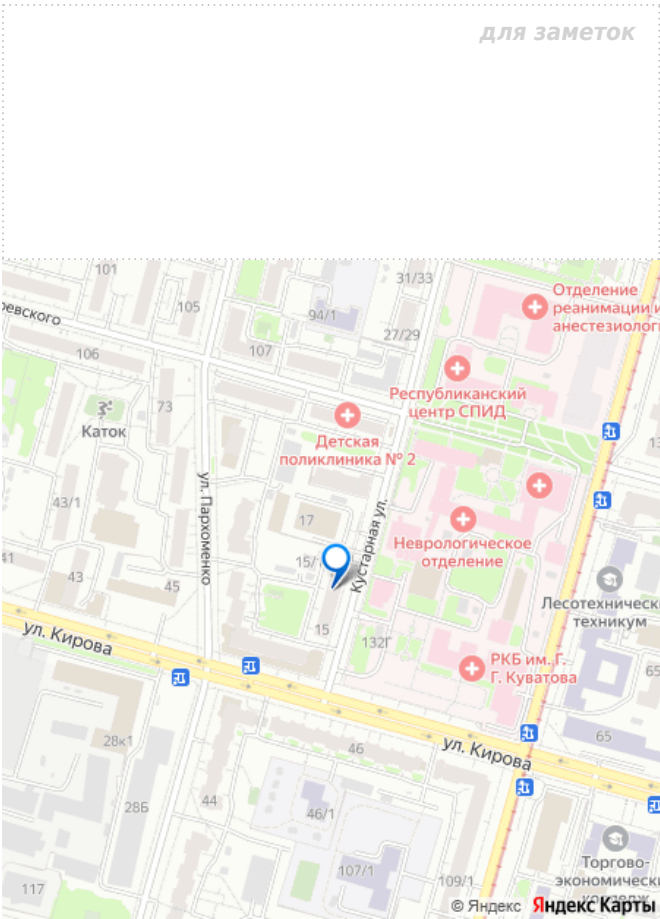 для заметок
101
31/33
Отделение
реанимации и
анестезиолог
105
94/1
27/29
107
106
Республиканский
центр СПИД
73
Каток
Детская
поликлиника № 2
ул. Пархоменко
43/1
17
Кустарная ул.
Неврологическое
отделение
15/
41
43
45
Лесотехническ
техникум
15
132Г
ул. Кирова
РКБ им. Г.
Г. Куватова
65
28к1
46
ул. Кирова
65
44
28Б
46/1
Торгово-
экономическ
колледж
107/1
109/1
117
© Яндекс Яндекс Карты